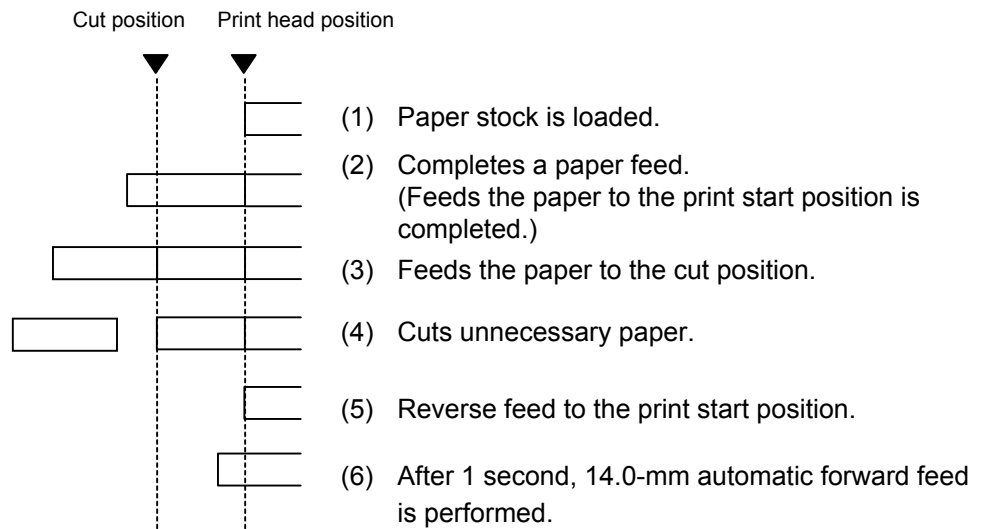 Cut position Print head position
(1) Paper stock is loaded.
(2) Completes a paper feed.
(Feeds the paper to the print start position is
completed.)
(3) Feeds the paper to the cut position.
(4) Cuts unnecessary paper.
(5) Reverse feed to the print start position.
(6) After 1 second, 14.0-mm automatic forward feed
is performed.